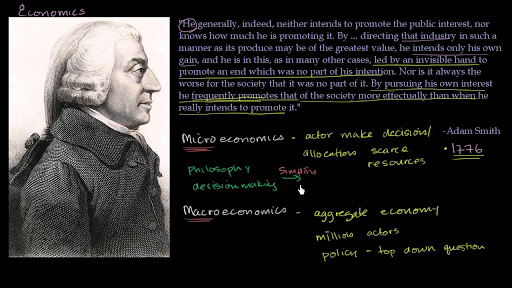 Economics
"He generally, indeed, neither intends to promote the public interest, nor
knows how much he is promoting it. By ... directing that industry in such a
manner as its produce may be of the greatest value, he intends only his own
gain, and he is in this, as in many other cases, led by an invisible hand to
promote an end which was no part of his intention. Nor is it always the
worse for the society that it was no part of it. By pursuing his own interest
he frequently promotes that of the society more effectually than when he
really intends to promote it."
-Adam Smith
• 1776
Microeconomics - actor make decision/
allocation scarce
resources
Philosophy
decisionmaking
Macroeconomics - aggregate economy
millions actors
policy - top down question